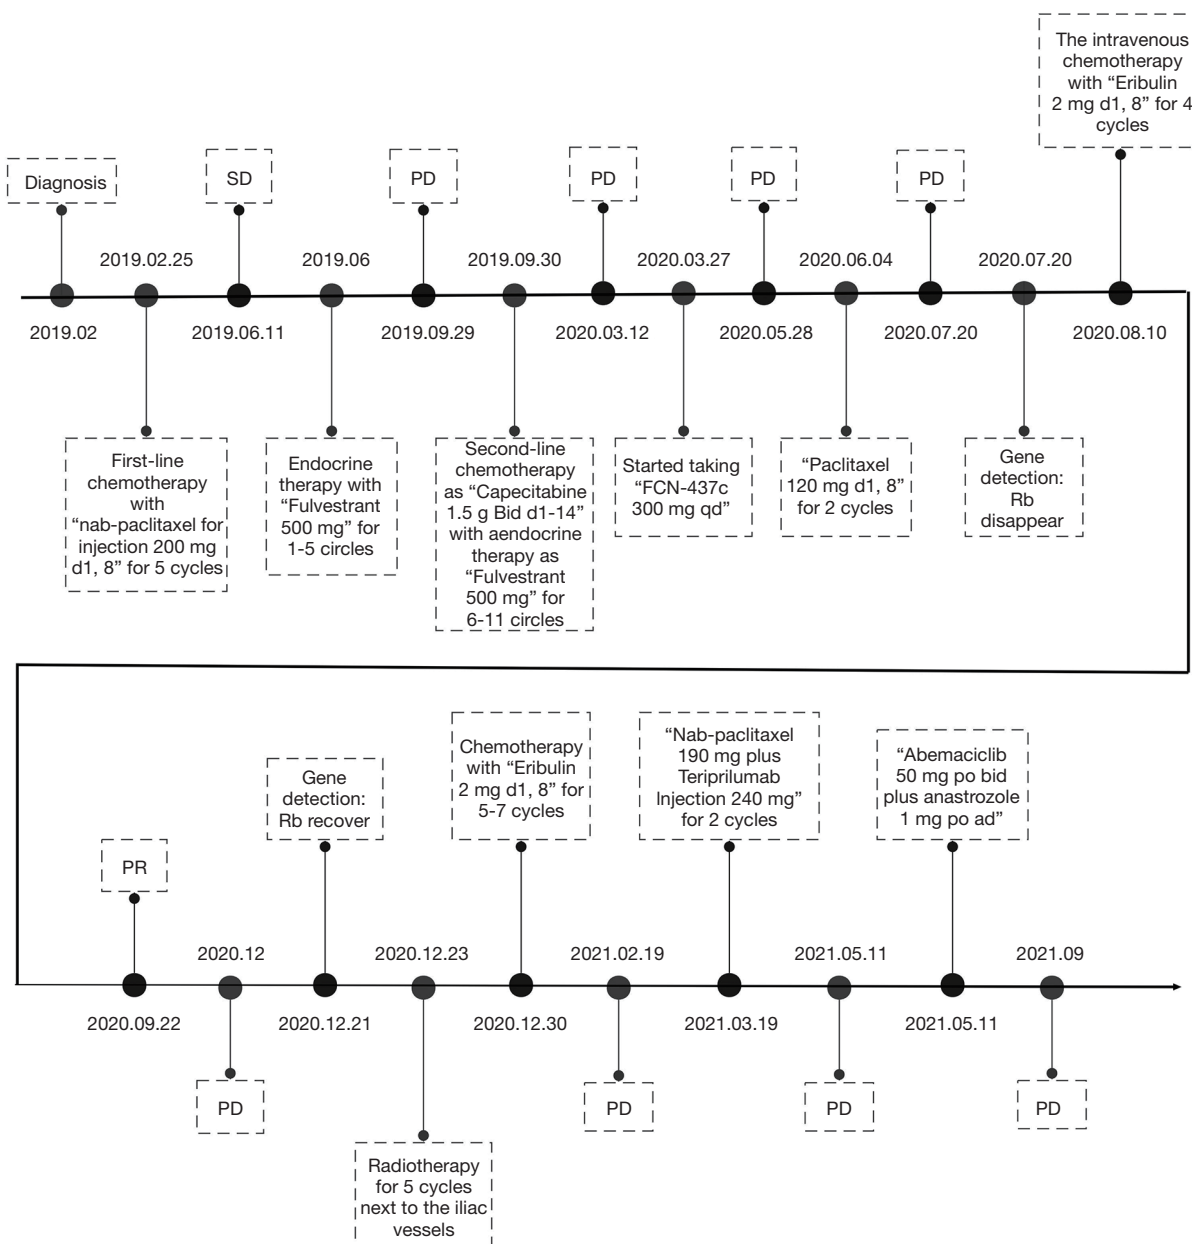 The intravenous
chemotherapy
with “Eribulin
2 mg d1, 8” for 4
cycles
Diagnosis
SD
PD
PD
PD
PD
2019.02.25
2019.06
2019.09.30
2020.03.27
2020.06.04
2020.07.20
2019.02
2019.06.11
2019.09.29
2020.03.12
2020.05.28
2020.07.20
2020.08.10
First-line
chemotherapy
with
“nab-paclitaxel for
injection 200 mg
d1, 8” for 5 cycles
Endocrine
therapy with
“Fulvestrant
500 mg” for
1-5 circles
Second-line
chemotherapy
as “Capecitabine
1.5 g Bid d1-14”
with aendocrine
therapy as
“Fulvestrant
500 mg” for
6-11 circles
Started taking
“FCN-437c
300 mg qd”
“Paclitaxel
120 mg d1, 8”
for 2 cycles
Gene
detection:
Rb
disappear
PR
Gene
detection:
Rb recover
Chemotherapy
with “Eribulin
2 mg d1, 8” for
5-7 cycles
“Nab-paclitaxel
190 mg plus
Teriprilumab
Injection 240 mg”
for 2 cycles
“Abemaciclib
50 mg po bid
plus anastrozole
1 mg po ad”
2020.12
2020.12.23
2021.02.19
2021.05.11
2021.09
2020.09.22
2020.12.21
2020.12.30
2021.03.19
2021.05.11
PD
Radiotherapy
for 5 cycles
next to the iliac
vessels
PD
PD
PD